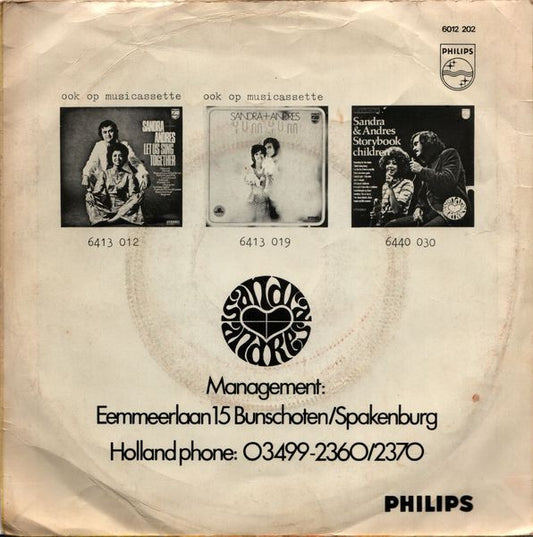 6012 202
PHILIPS
ook op musicassette
ook op musicassette
SANDRA
ANDRES
LET US SING
TOGETHER
SANDRA+ANDRES
YUM YUM
Sandra
& Andres
Storybook
children
6413 012
6413 019
6440 030
sandra
andres
Management:
Eemmeerlaan 15 Bunschoten/Spakenburg
Holland phone: 03499-2360/2370
PHILIPS